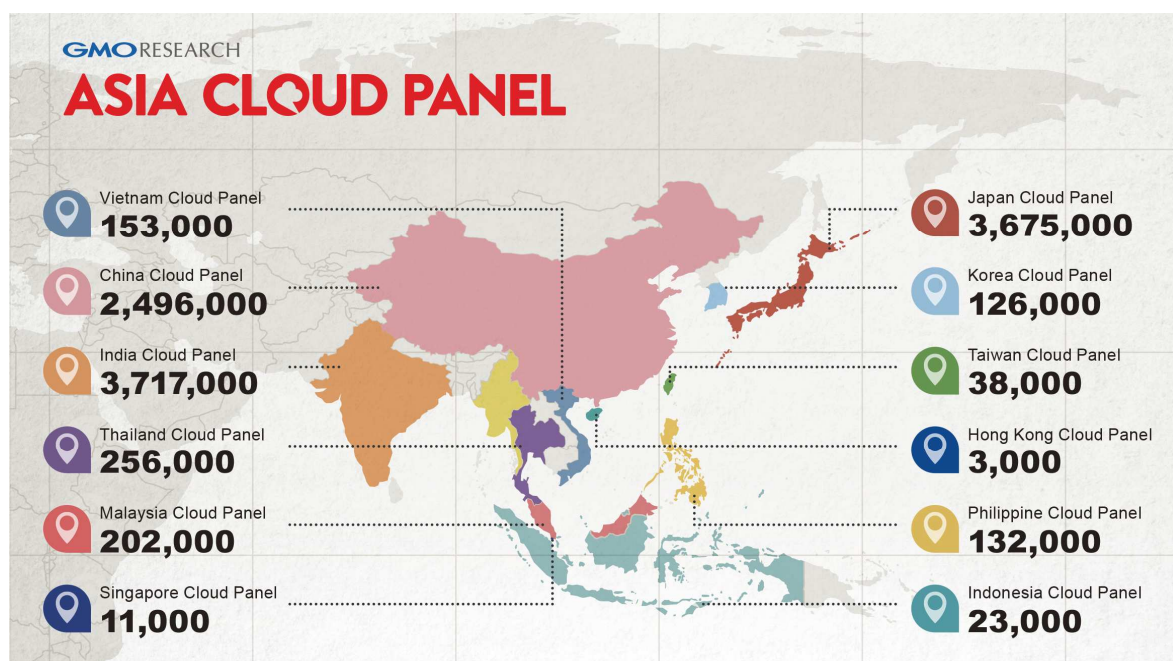 GMO RESEARCH
ASIA CLOUD PANEL
Vietnam Cloud Panel
153,000
China Cloud Panel
2,496,000
India Cloud Panel
3,717,000
Thailand Cloud Panel
256,000
Malaysia Cloud Panel
202,000
Singapore Cloud Panel
11,000
Japan Cloud Panel
3,675,000
Korea Cloud Panel
126,000
Taiwan Cloud Panel
38,000
Hong Kong Cloud Panel
3,000
Philippine Cloud Panel
132,000
Indonesia Cloud Panel
23,000